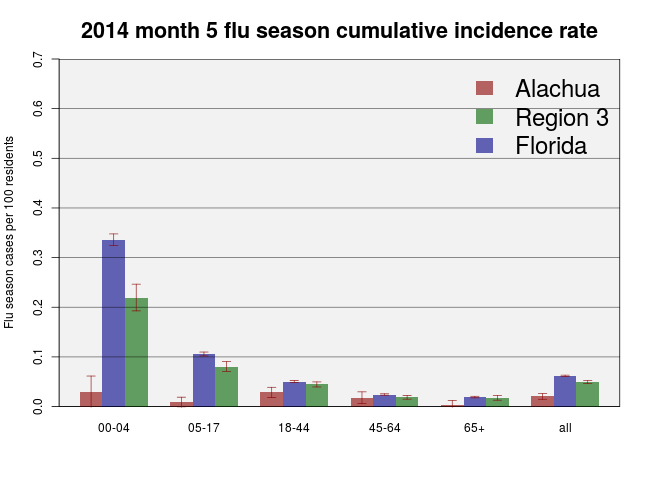 2014 month 5 flu season cumulative incidence rate
Flu season cases per 100 residents
0.7
0.6
0.5
0.4
0.3
0.2
0.1
0.0
Alachua
Region 3
Florida
00-04 05-17 18-44 45-64 65+ all